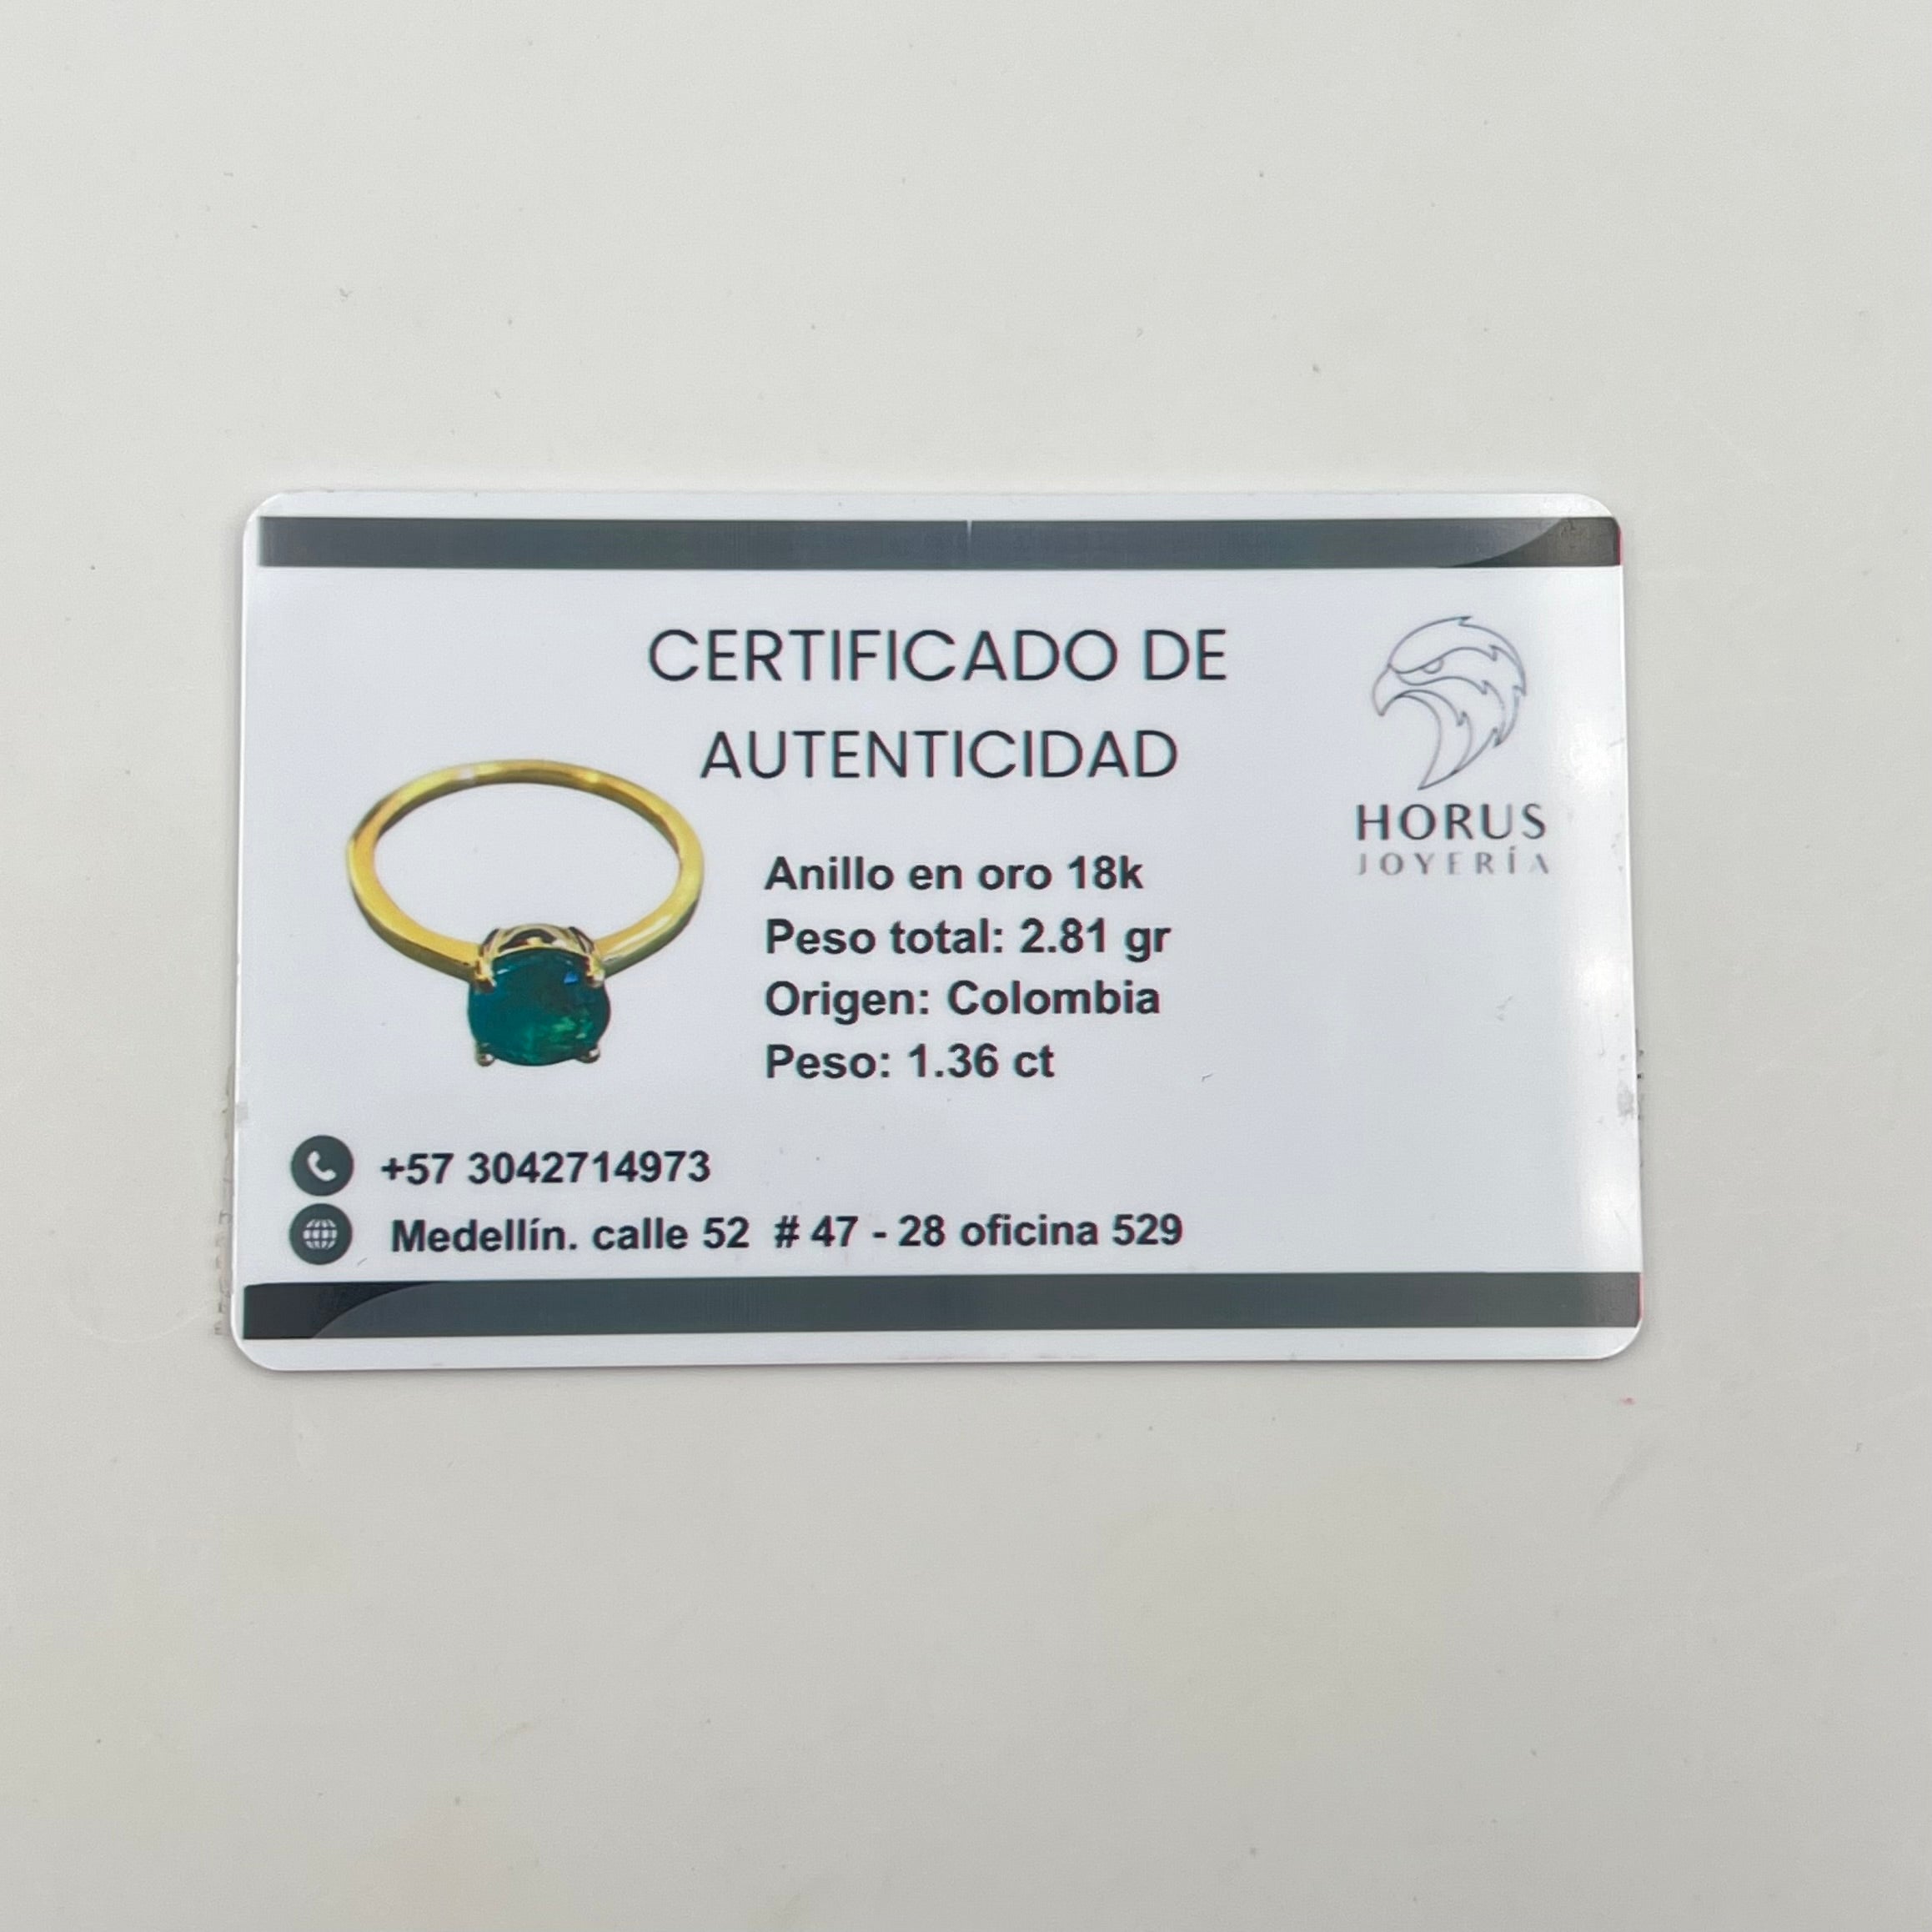 CERTIFICADO DE
AUTENTICIDAD
HORUS
JOYERÍA
Anillo en oro 18k
Peso total: 2.81 gr
Origen: Colombia
Peso: 1.36 ct
+57 3042714973
Medellín. calle 52 # 47 - 28 oficina 529